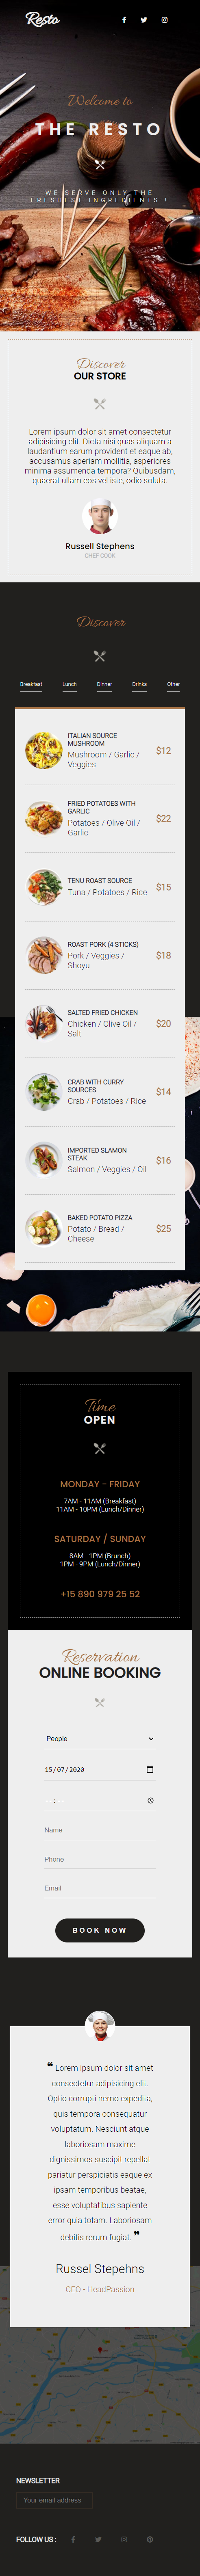 Resto
Welcome to
THE RESTO
WE SERVE ONLY THE
FRESHEST INGREDIENTS !
Discover
OUR STORE
Lorem ipsum dolor sit amet consectetur
adipisicing elit. Dicta nisi quas aliquam a
laudantium earum provident et eaque ab,
accusamus aperiam mollitia, asperiores
minima assumenda tempora? Quibusdam,
quaerat ullam eos vel iste, odio soluta.
Russell Stephens
CHEF COOK
Discover
Breakfast Lunch Dinner Drinks Other
ITALIAN SOURCE
MUSHROOM
Mushroom / Garlic /
Veggies
$12
FRIED POTATOES WITH
GARLIC
Potatoes / Olive Oil /
Garlic
$22
TENU ROAST SOURCE
Tuna / Potatoes / Rice
$15
ROAST PORK (4 STICKS)
Pork / Veggies /
Shoyu
$18
SALTED FRIED CHICKEN
Chicken / Olive Oil /
Salt
$20
CRAB WITH CURRY
SOURCES
Crab / Potatoes / Rice
$14
IMPORTED SLAMON
STEAK
Salmon / Veggies / Oil
$16
BAKED POTATO PIZZA
Potato / Bread /
Cheese
$25
Time
OPEN
MONDAY - FRIDAY
7AM - 11AM (Breakfast)
11AM - 10PM (Lunch/Dinner)
SATURDAY / SUNDAY
8AM - 1PM (Brunch)
1PM - 9PM (Lunch/Dinner)
+15 890 979 25 52
Reservation
ONLINE BOOKING
People
15/07/2020
--:--
Name
Phone
Email
BOOK NOW
❝ Lorem ipsum dolor sit amet
consectetur adipisicing elit.
Optio corrupti nemo expedita,
quis tempora consequatur
voluptatum. Nesciunt atque
laboriosam maxime
dignissimos suscipit repellat
pariatur perspiciatis eaque ex
ipsam temporibus beatae,
esse voluptatibus sapiente
error quia totam. Laboriosam
debitis rerum fugiat. ❞
Russel Stepehns
CEO - HeadPassion
NEWSLETTER
Your email address
FOLLOW US :